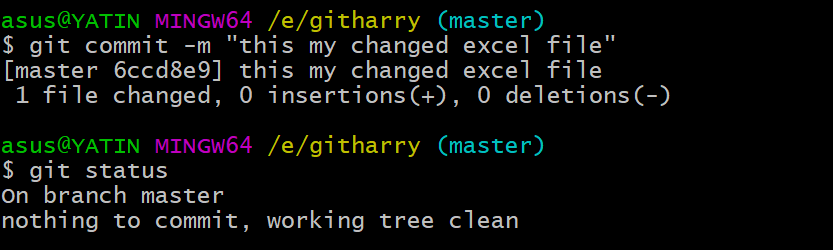 asus@YATIN MINGW64 /e/githarry (master)
$ git commit -m "this my changed excel file"
[master 6ccd8e9] this my changed excel file
 1 file changed, 0 insertions(+), 0 deletions(-)
asus@YATIN MINGW64 /e/githarry (master)
$ git status
On branch master
nothing to commit, working tree clean